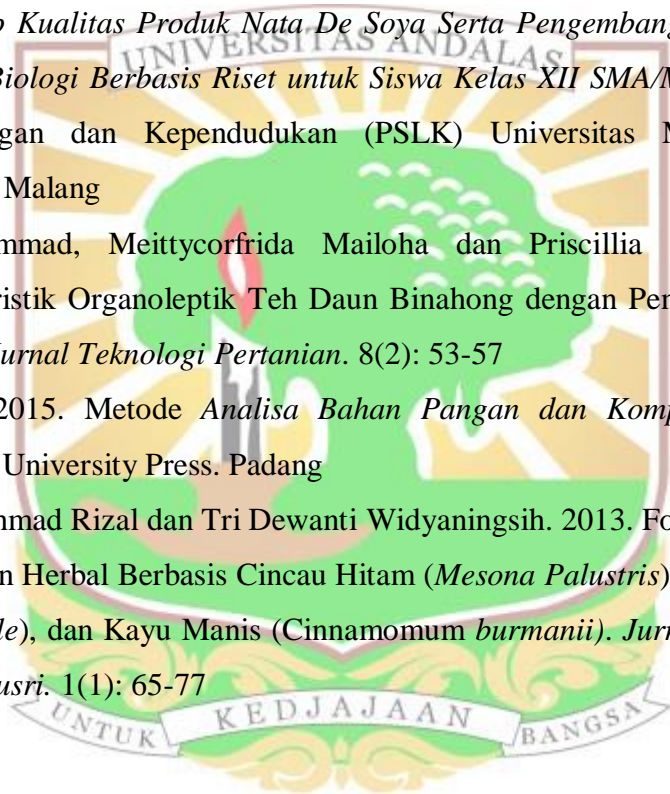 Kualitas Produk Nata De Soya Serta Pengembang
UNIVERSITAS ANDALAS
Biologi Berbasis Riset untuk Siswa Kelas XII SMA/M
gan dan Kependudukan (PSLK) Universitas M
Malang
mmad, Meittycorfrida Mailoha dan Priscillia
ristik Organoleptik Teh Daun Binahong dengan Per
Jurnal Teknologi Pertanian. 8(2): 53-57
2015. Metode Analisa Bahan Pangan dan Komp
University Press. Padang
hmad Rizal dan Tri Dewanti Widyaningsih. 2013. Fo
n Herbal Berbasis Cincau Hitam (Mesona Palustris)
le), dan Kayu Manis (Cinnamomum burmanii). Jurn
usri. 1(1): 65-77
UNTUK KEDJAJAAN BANGSA